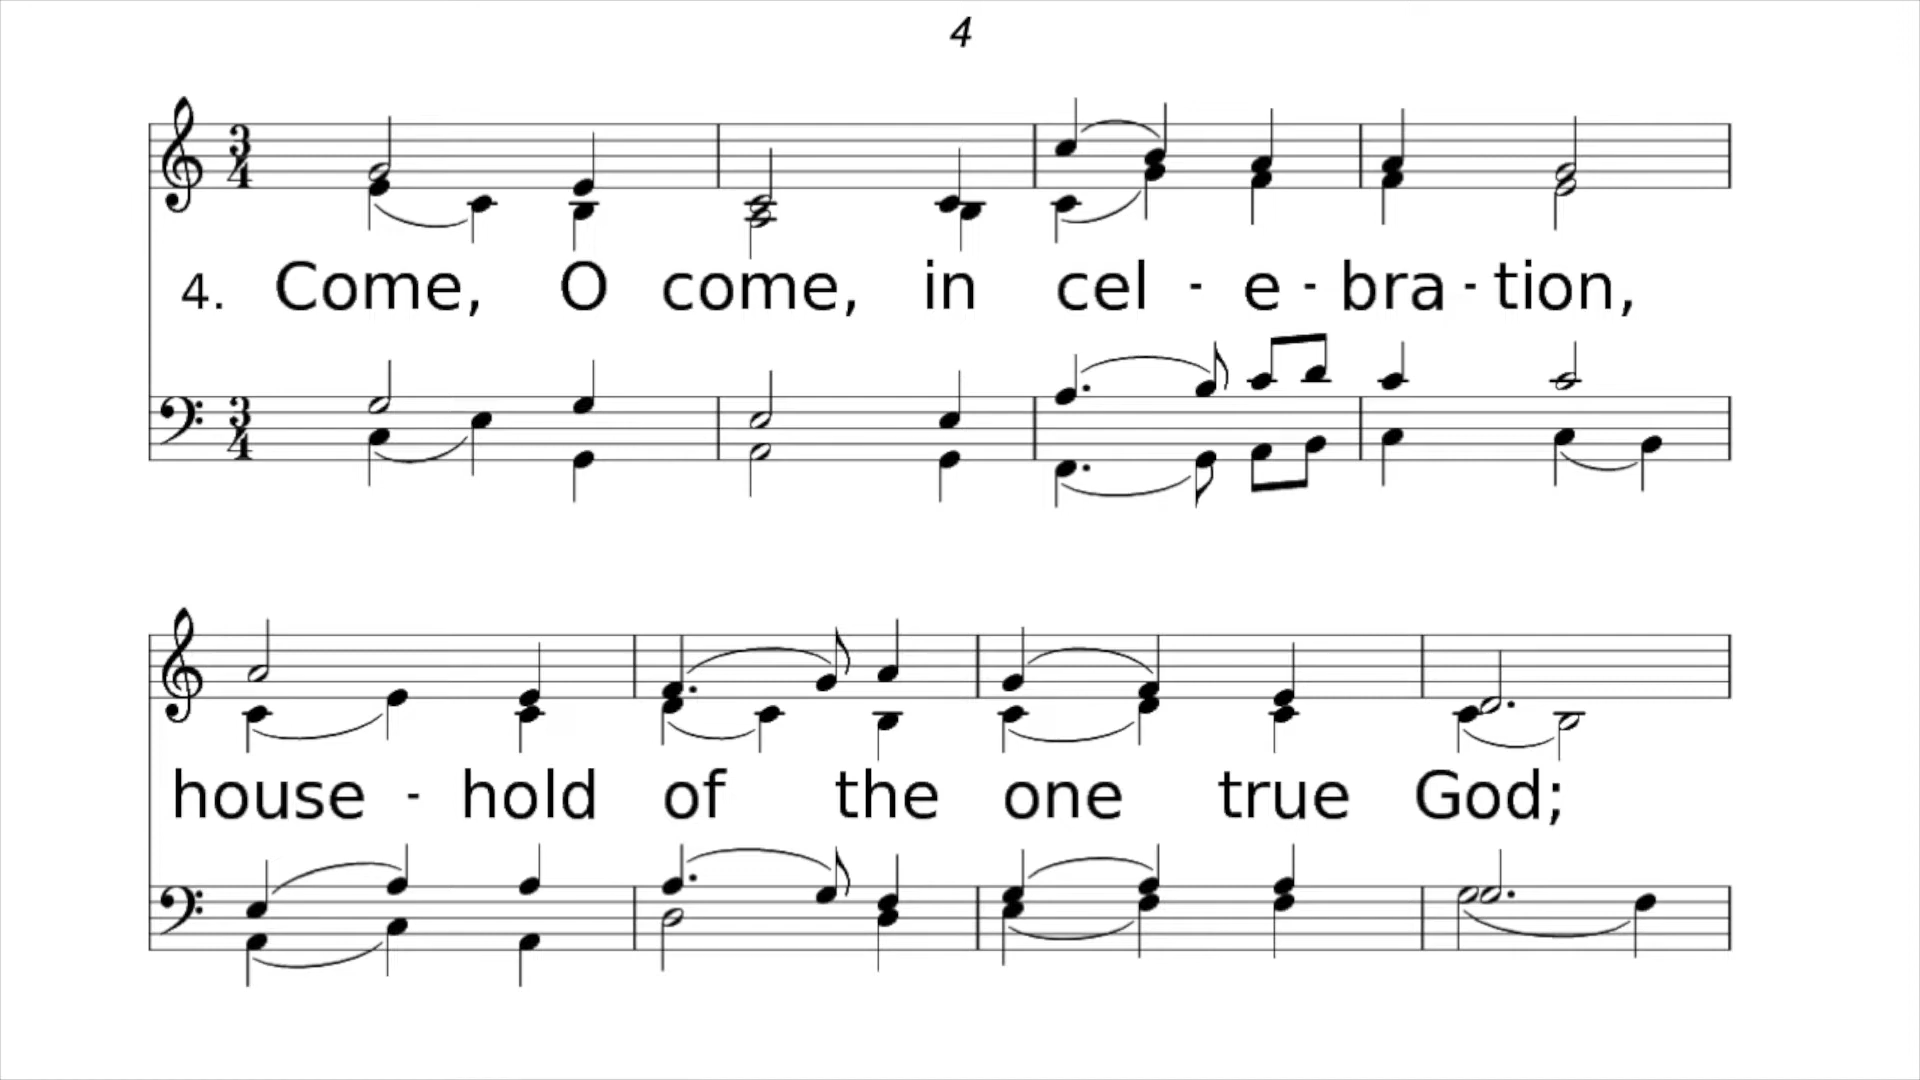 4
4. Come, O come, in cel - e - bra - tion,
house - hold of the one true God;